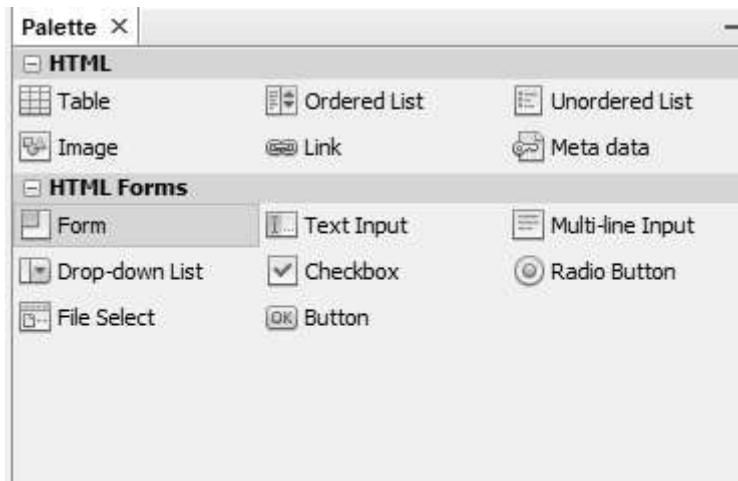 Palette
HTML
Table Ordered List Unordered List
Image Link Meta data
HTML Forms
Form Text Input Multi-line Input
Drop-down List Checkbox Radio Button
File Select OK Button